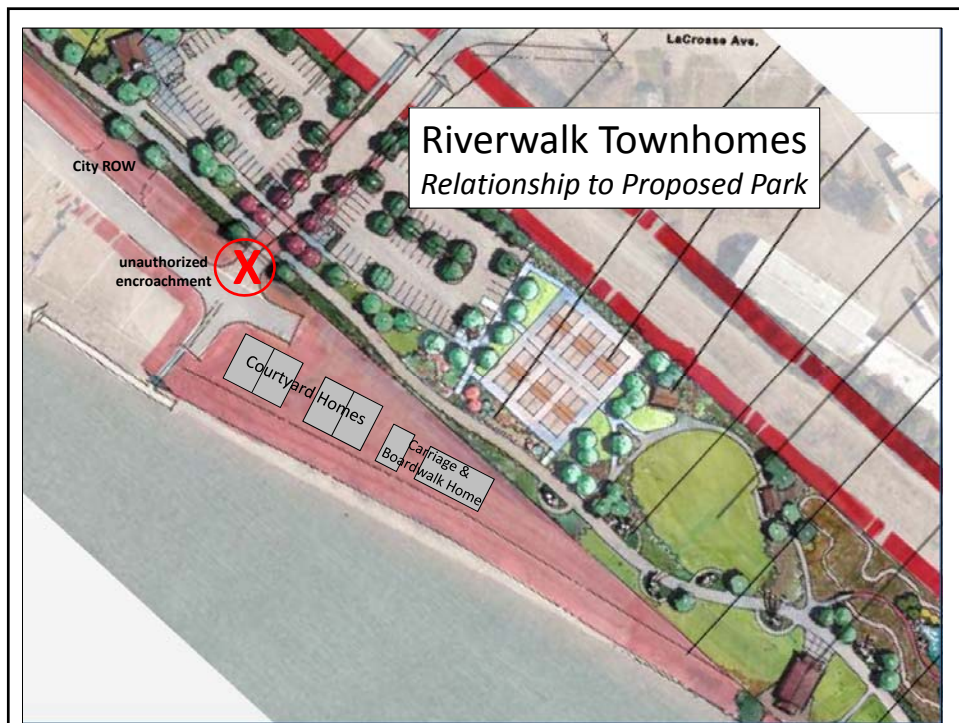 LaCrosse Ave.
Riverwalk Townhomes
Relationship to Proposed Park
City ROW
unauthorized
encroachment
X
Courtyard Homes
Carriage &
Boardwalk Home